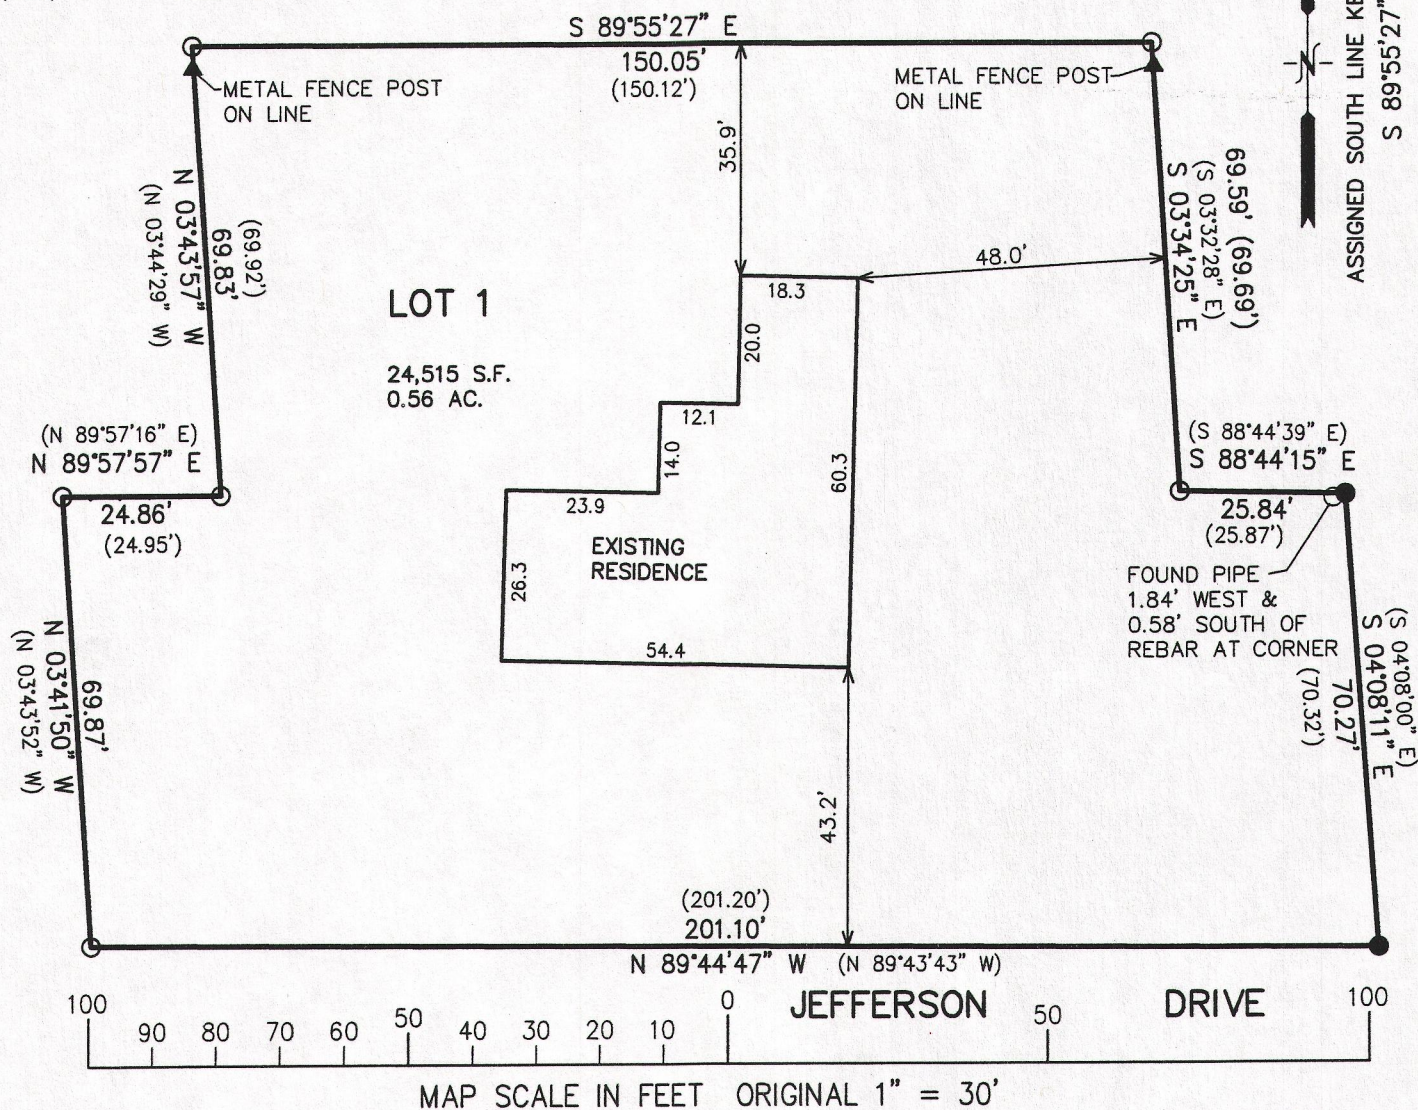 S 89°55'27" E
150.05'
(150.12')
METAL FENCE POST
ON LINE
METAL FENCE POST
ON LINE
35.9'
N 03°43'57" W
(N 03°44'29" W)
69.83'
(69.92')
69.59' (69.69')
(S 03°32'28" E)
S 03°34'25" E
S 89°55'27"
48.0'
18.3
LOT 1
20.0
24,515 S.F.
0.56 AC.
12.1
14.0
60.3
(N 89°57'16" E)
N 89°57'57" E
24.86'
(24.95')
(S 88°44'39" E)
S 88°44'15" E
25.84'
(25.87')
23.9
EXISTING
RESIDENCE
26.3
54.4
FOUND PIPE
1.84' WEST &
0.58' SOUTH OF
REBAR AT CORNER
69.87'
N 03°41'50" W
(N 03°43'52" W)
(S 04°08'00" E)
S 04°08'11" E
70.27'
(70.32')
43.2'
(201.20')
201.10'
N 89°44'47" W (N 89°43'43" W)
JEFFERSON DRIVE
100 90 80 70 60 50 40 30 20 10 0 50 100
MAP SCALE IN FEET ORIGINAL 1" = 30'
N
ASSIGNED SOUTH LINE